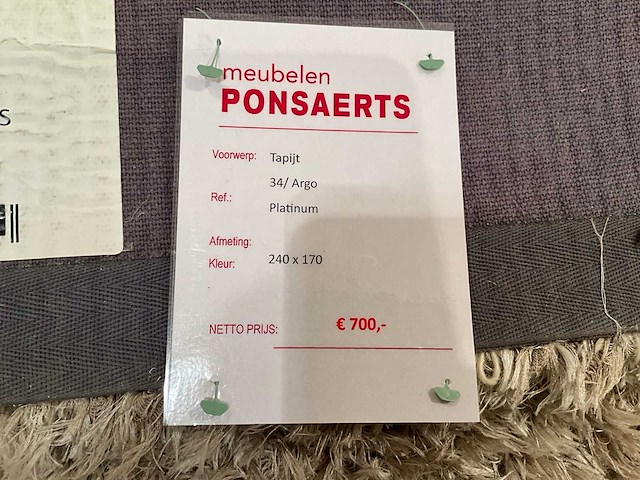 meubelen
PONSAERTS
Voorwerp: Tapijt
34/ Argo
Ref.:
Platinum
Afmeting:
Kleur: 240 x 170
NETTO PRIJS: € 700,-
S